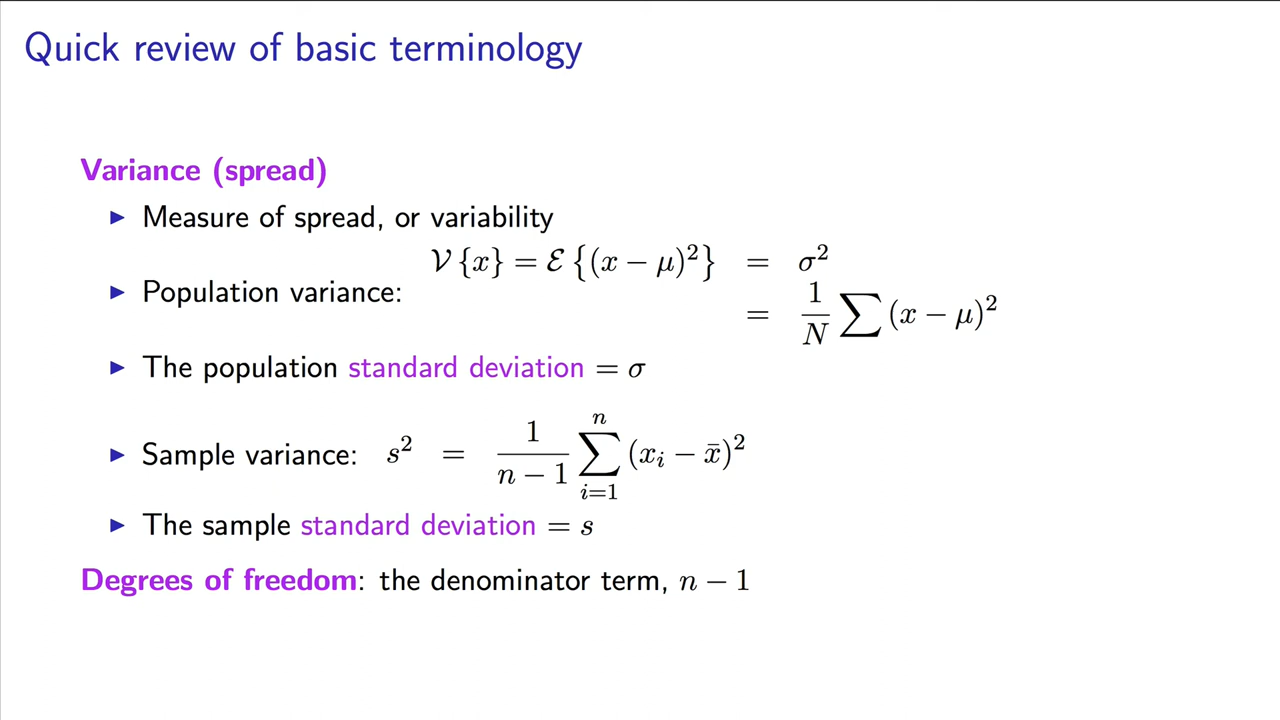 Quick review of basic terminology
Variance (spread)
▶ Measure of spread, or variability
𝒱 {x} = ℰ {(x − μ)²} = σ²
▶ Population variance:
= 1/N ∑ (x − μ)²
▶ The population standard deviation = σ
▶ Sample variance: s² = 1/(n − 1) ∑_{i=1}^{n} (xᵢ − x̄)²
▶ The sample standard deviation = s
Degrees of freedom: the denominator term, n − 1